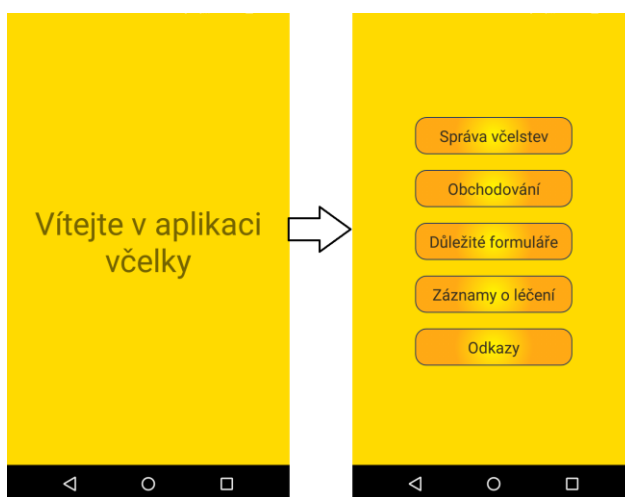 Vítejte v aplikaci
včelky
Správa včelstev
Obchodování
Důležité formuláře
Záznamy o léčení
Odkazy